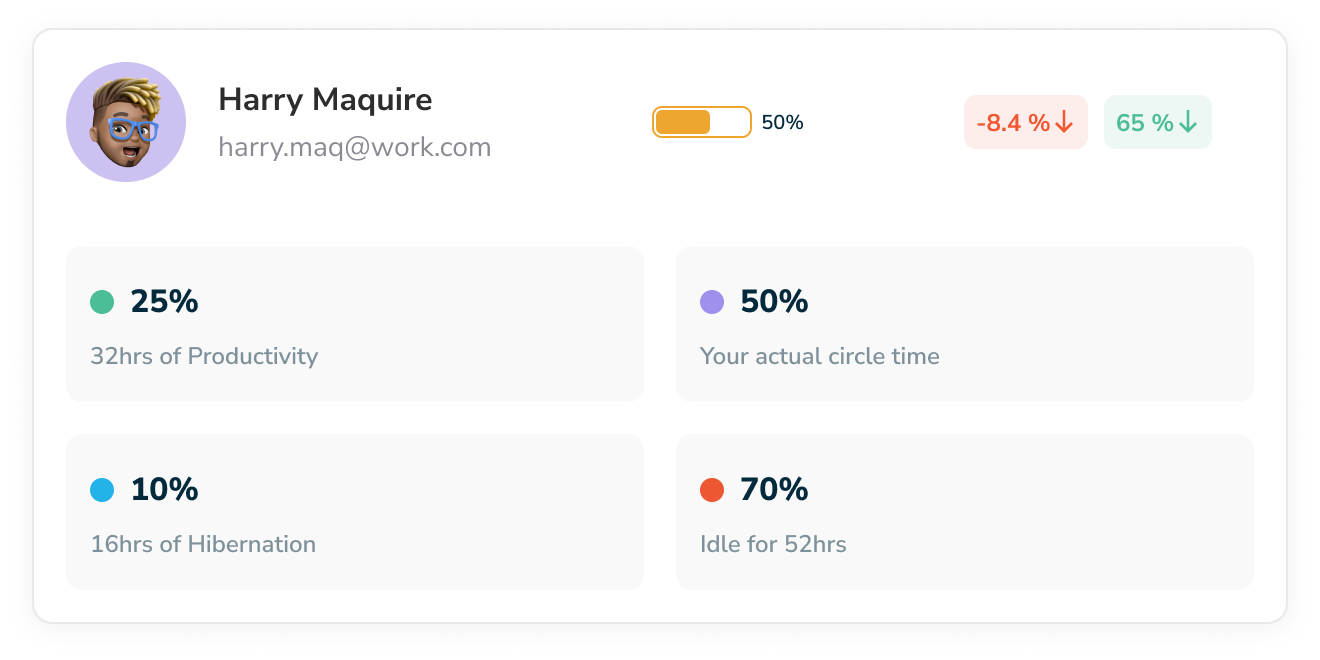 Harry Maquire
harry.maq@work.com
50%
-8.4 %↓ 65 %↓
25%
32hrs of Productivity
50%
Your actual circle time
10%
16hrs of Hibernation
70%
Idle for 52hrs